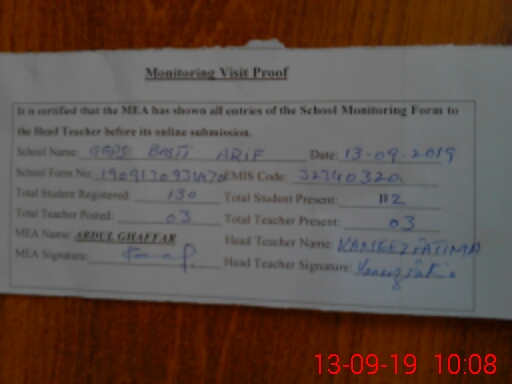 Monitoring Visit Proof
It is certified that the MEA has shown all entries of the School Monitoring Form to
the Head Teacher before its online submission.
School Name: GGPS BASTI ARIF Date: 13-09-2019
School Form No: EMIS Code: 32340320
Total Student Registered: 130 Total Student Present: 112
Total Teacher Posted: 03 Total Teacher Present: 03
MEA Name: ABDUL GHAFFAR Head Teacher Name: KANEEZ FATIMA
MEA Signature: Head Teacher Signature: Kaneez Fatima
13-09-19 10:08